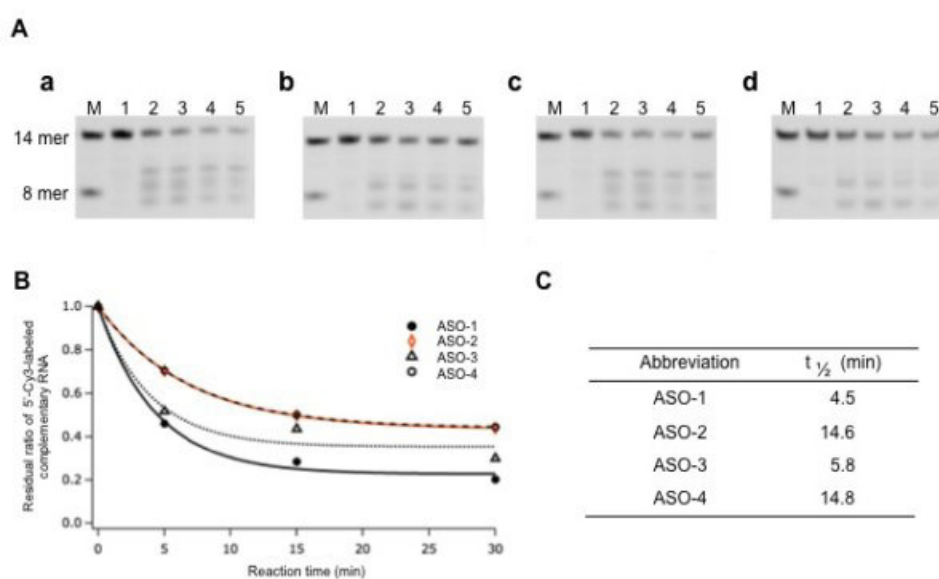 A
a
b
c
d
M 1 2 3 4 5
M 1 2 3 4 5
M 1 2 3 4 5
M 1 2 3 4 5
14 mer
8 mer
B
Residual ratio of 5'-Cy3-labeled
complementary RNA
1.0
0.8
0.6
0.4
0.2
0.0
0 5 10 15 20 25 30
Reaction time (min)
ASO-1
ASO-2
ASO-3
ASO-4
C
Abbreviation t ½ (min)
ASO-1 4.5
ASO-2 14.6
ASO-3 5.8
ASO-4 14.8